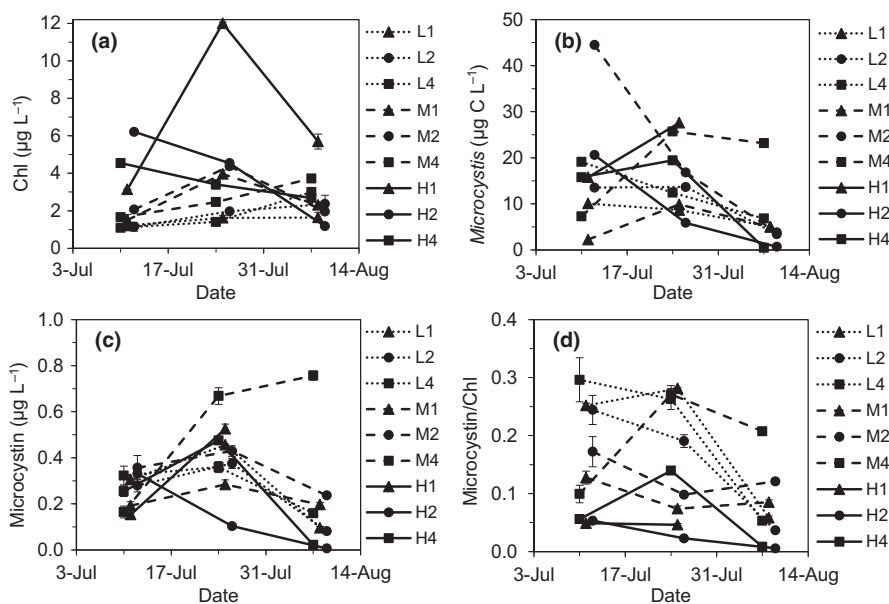 (a)
Chl (µg L⁻¹)
12
10
8
6
4
2
0
3-Jul 17-Jul 31-Jul 14-Aug
Date
L1
L2
L4
M1
M2
M4
H1
H2
H4
(b)
Microcystis (µg C L⁻¹)
50
40
30
20
10
0
3-Jul 17-Jul 31-Jul 14-Aug
Date
L1
L2
L4
M1
M2
M4
H1
H2
H4
(c)
Microcystin (µg L⁻¹)
1.0
0.8
0.6
0.4
0.2
0.0
3-Jul 17-Jul 31-Jul 14-Aug
Date
L1
L2
L4
M1
M2
M4
H1
H2
H4
(d)
Microcystin/Chl
0.4
0.3
0.2
0.1
0.0
3-Jul 17-Jul 31-Jul 14-Aug
Date
L1
L2
L4
M1
M2
M4
H1
H2
H4